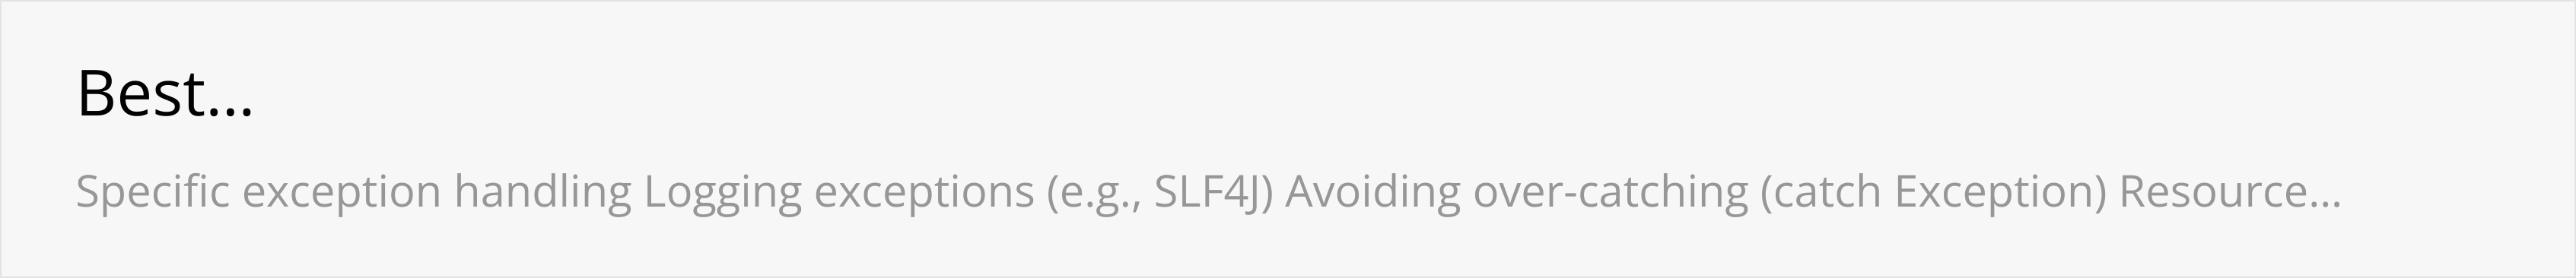 Best...
Specific exception handling Logging exceptions (e.g., SLF4J) Avoiding over-catching (catch Exception) Resource...